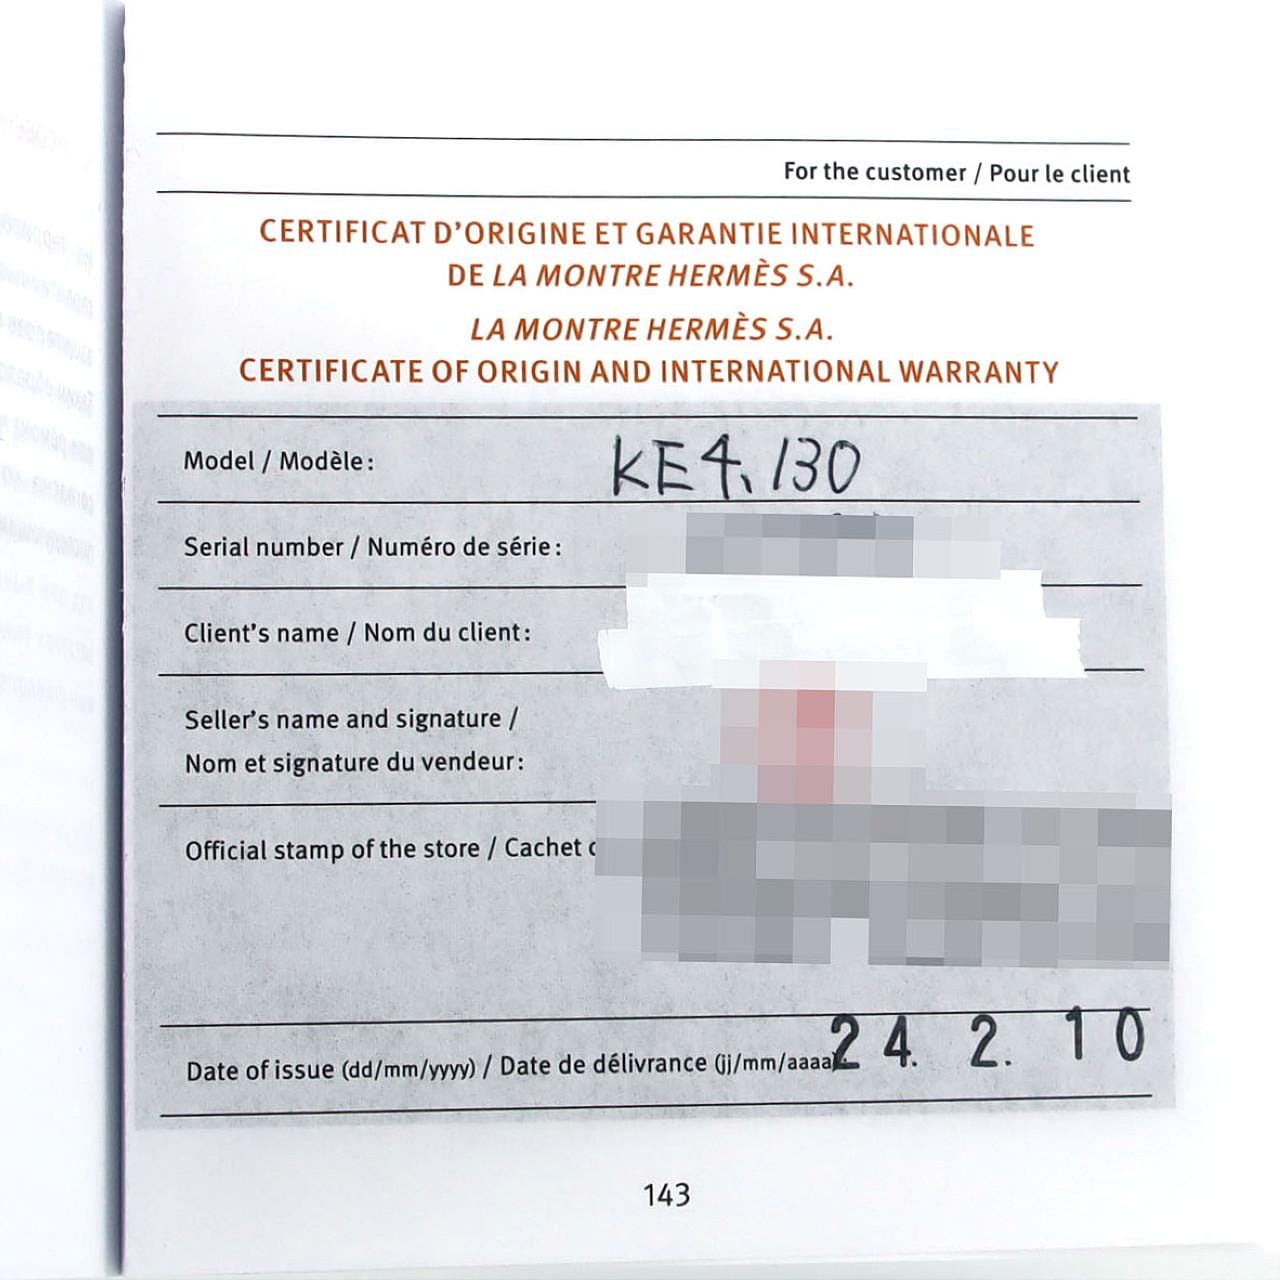 For the customer / Pour le client
CERTIFICAT D'ORIGINE ET GARANTIE INTERNATIONALE
DE LA MONTRE HERMÈS S.A.
LA MONTRE HERMÈS S.A.
CERTIFICATE OF ORIGIN AND INTERNATIONAL WARRANTY
Model / Modèle: KE4.130
Serial number / Numéro de série:
Client's name / Nom du client:
Seller's name and signature /
Nom et signature du vendeur:
Official stamp of the store / Cachet
Date of issue (dd/mm/yyyy) / Date de délivrance (jj/mm/aaaa 24. 2. 10
143